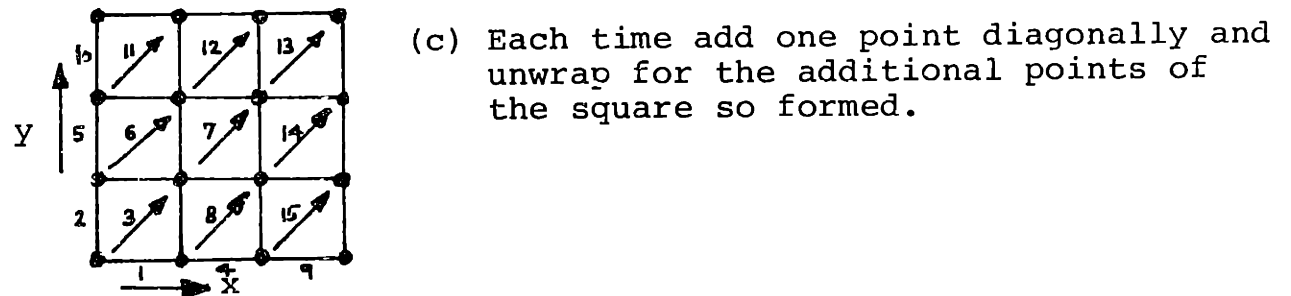 (c) Each time add one point diagonally and
unwrap for the additional points of
the square so formed.
10 11 12 13
y 5 6 7 14
2 3 8 15
1 4 9
x